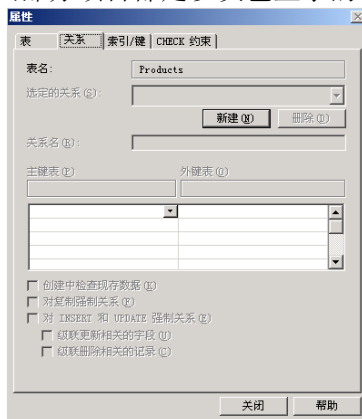 属性
表 关系 索引/键 CHECK 约束
表名: Products
选定的关系(S):
新建(N) 删除(D)
关系名(R):
主键表(P) 外键表(O)
创建中检查现存数据(K)
对复制强制关系(E)
对 INSERT 和 UPDATE 强制关系(E)
级联更新相关的字段(U)
级联删除相关的记录(C)
关闭 帮助